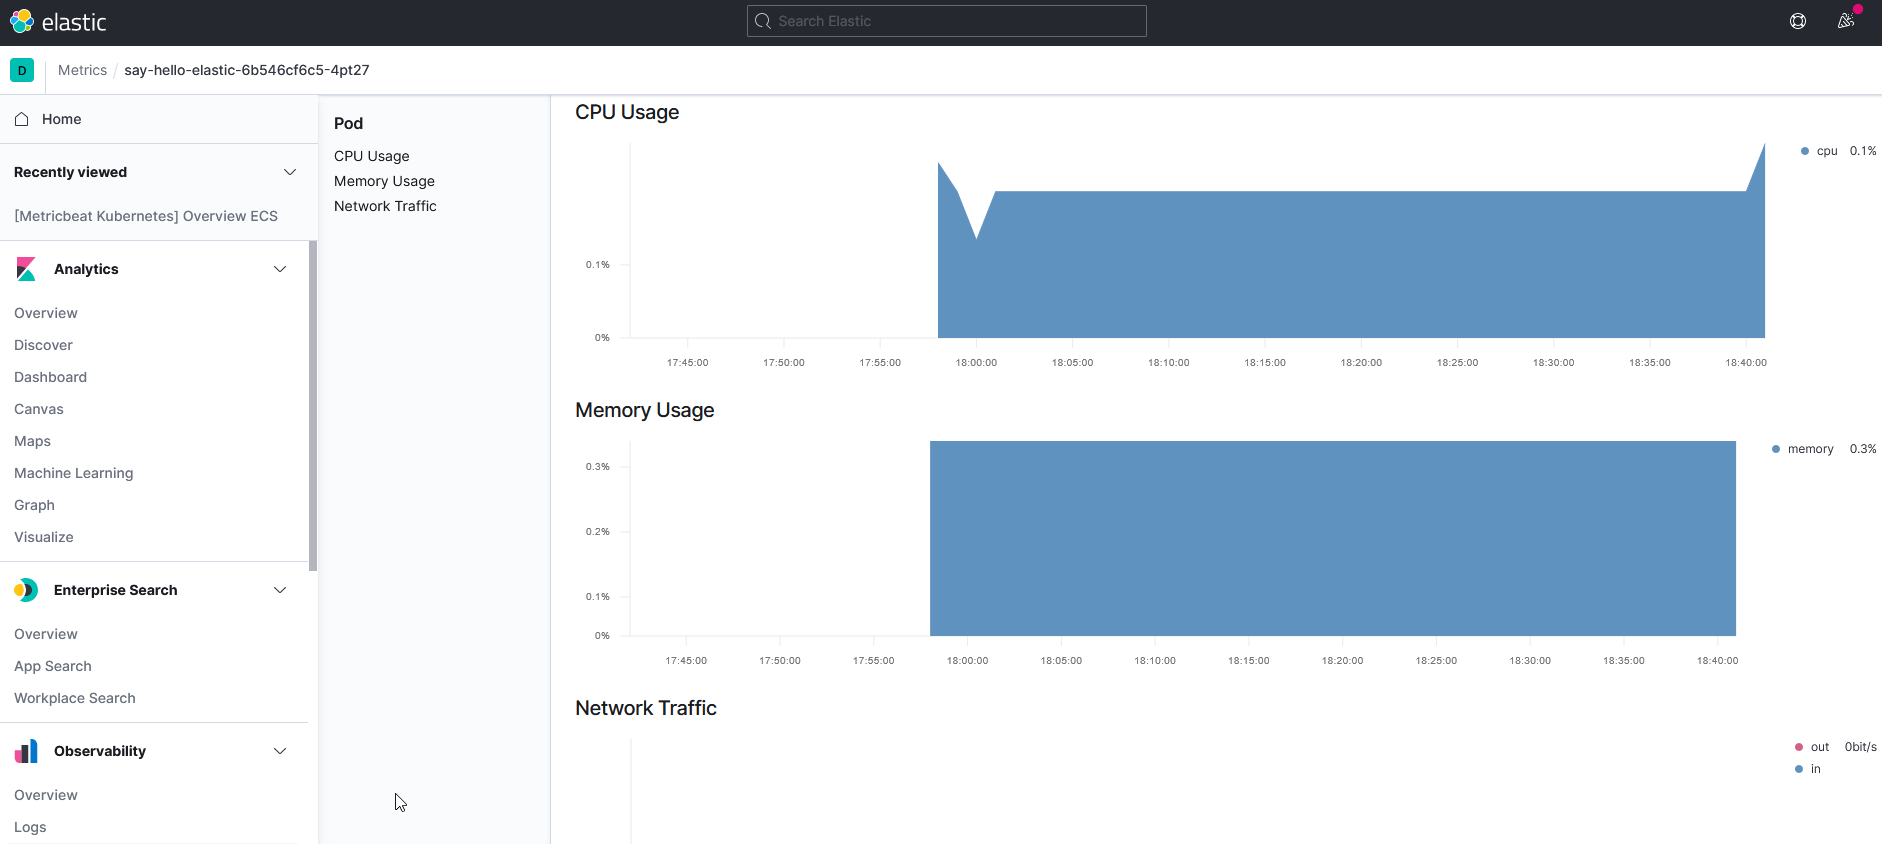 elastic
Search Elastic
D
Metrics / say-hello-elastic-6b546cf6c5-4pt27
Home
Recently viewed
[Metricbeat Kubernetes] Overview ECS
Analytics
Overview
Discover
Dashboard
Canvas
Maps
Machine Learning
Graph
Visualize
Enterprise Search
Overview
App Search
Workplace Search
Observability
Overview
Logs
Pod
CPU Usage
Memory Usage
Network Traffic
CPU Usage
cpu 0.1%
0.1%
0%
17:45:00 17:50:00 17:55:00 18:00:00 18:05:00 18:10:00 18:15:00 18:20:00 18:25:00 18:30:00 18:35:00 18:40:00
Memory Usage
memory 0.3%
0.3%
0.2%
0.1%
0%
17:45:00 17:50:00 17:55:00 18:00:00 18:05:00 18:10:00 18:15:00 18:20:00 18:25:00 18:30:00 18:35:00 18:40:00
Network Traffic
out 0bit/s
in